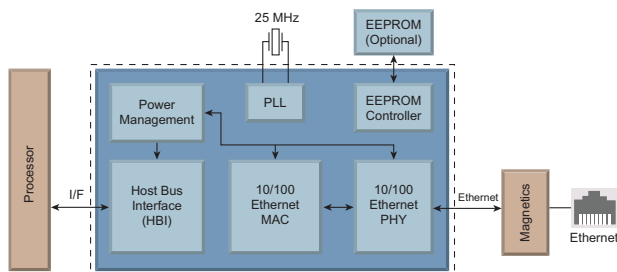 25 MHz
EEPROM
(Optional)
Power
Management
PLL
EEPROM
Controller
Processor
I/F
Host Bus
Interface
(HBI)
10/100
Ethernet
MAC
10/100
Ethernet
PHY
Ethernet
Magnetics
Ethernet